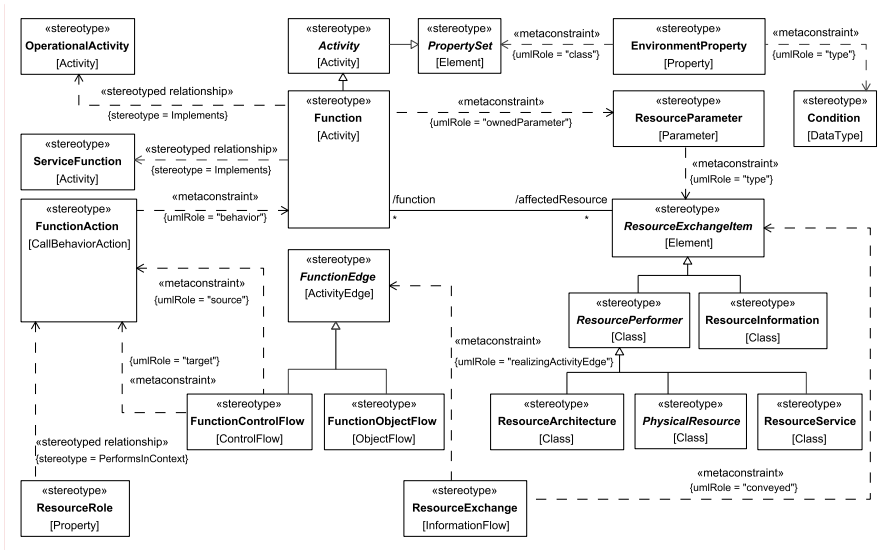 «stereotype»
OperationalActivity
[Activity]
«stereotype»
Activity
[Activity]
«stereotype»
PropertySet
[Element]
«metaconstraint»
{umlRole = "class"}
«stereotype»
EnvironmentProperty
[Property]
«metaconstraint»
{umlRole = "type"}
«stereotyped relationship»
{stereotype = Implements}
«stereotype»
Function
[Activity]
«metaconstraint»
{umlRole = "ownedParameter"}
«stereotype»
ResourceParameter
[Parameter]
«stereotype»
Condition
[DataType]
«stereotype»
ServiceFunction
[Activity]
«stereotyped relationship»
{stereotype = Implements}
«metaconstraint»
{umlRole = "type"}
«stereotype»
FunctionAction
[CallBehaviorAction]
«metaconstraint»
{umlRole = "behavior"}
/function
*
/affectedResource
*
«stereotype»
ResourceExchangeItem
[Element]
«stereotype»
FunctionEdge
[ActivityEdge]
«metaconstraint»
{umlRole = "source"}
«stereotype»
ResourcePerformer
[Class]
«stereotype»
ResourceInformation
[Class]
«metaconstraint»
{umlRole = "realizingActivityEdge"}
{umlRole = "target"}
«metaconstraint»
«stereotype»
FunctionControlFlow
[ControlFlow]
«stereotype»
FunctionObjectFlow
[ObjectFlow]
«stereotype»
ResourceArchitecture
[Class]
«stereotype»
PhysicalResource
[Class]
«stereotype»
ResourceService
[Class]
«stereotyped relationship»
{stereotype = PerformsInContext}
«stereotype»
ResourceRole
[Property]
«stereotype»
ResourceExchange
[InformationFlow]
«metaconstraint»
{umlRole = "conveyed"}